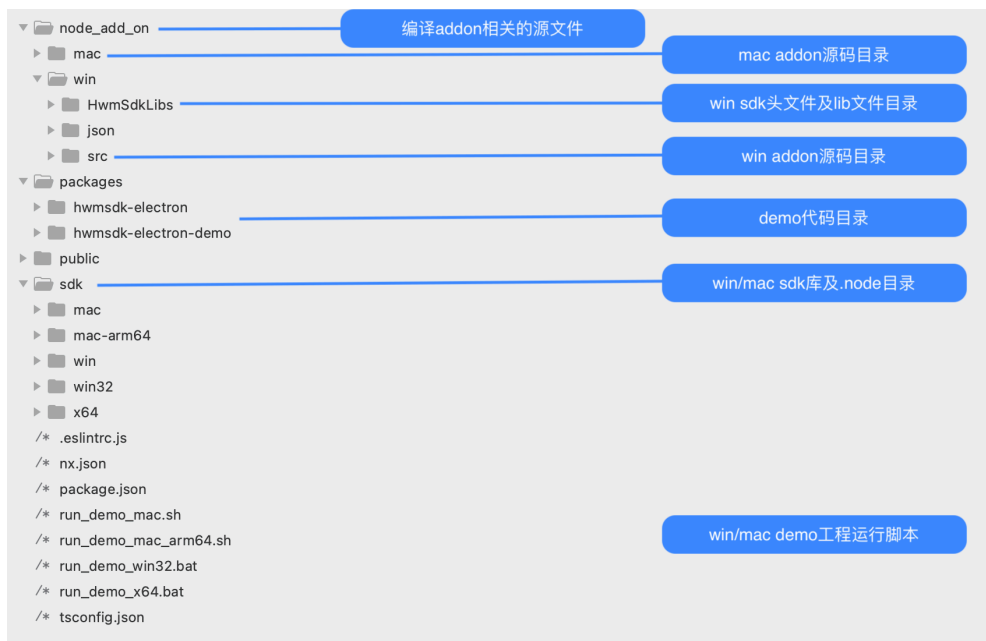 node_add_on
编译addon相关的源文件
mac
mac addon源码目录
win
HwmSdkLibs
win sdk头文件及lib文件目录
json
src
win addon源码目录
packages
hwmsdk-electron
demo代码目录
hwmsdk-electron-demo
public
sdk
win/mac sdk库及.node目录
mac
mac-arm64
win
win32
x64
/* .eslintrc.js
/* nx.json
/* package.json
/* run_demo_mac.sh
win/mac demo工程运行脚本
/* run_demo_mac_arm64.sh
/* run_demo_win32.bat
/* run_demo_x64.bat
/* tsconfig.json